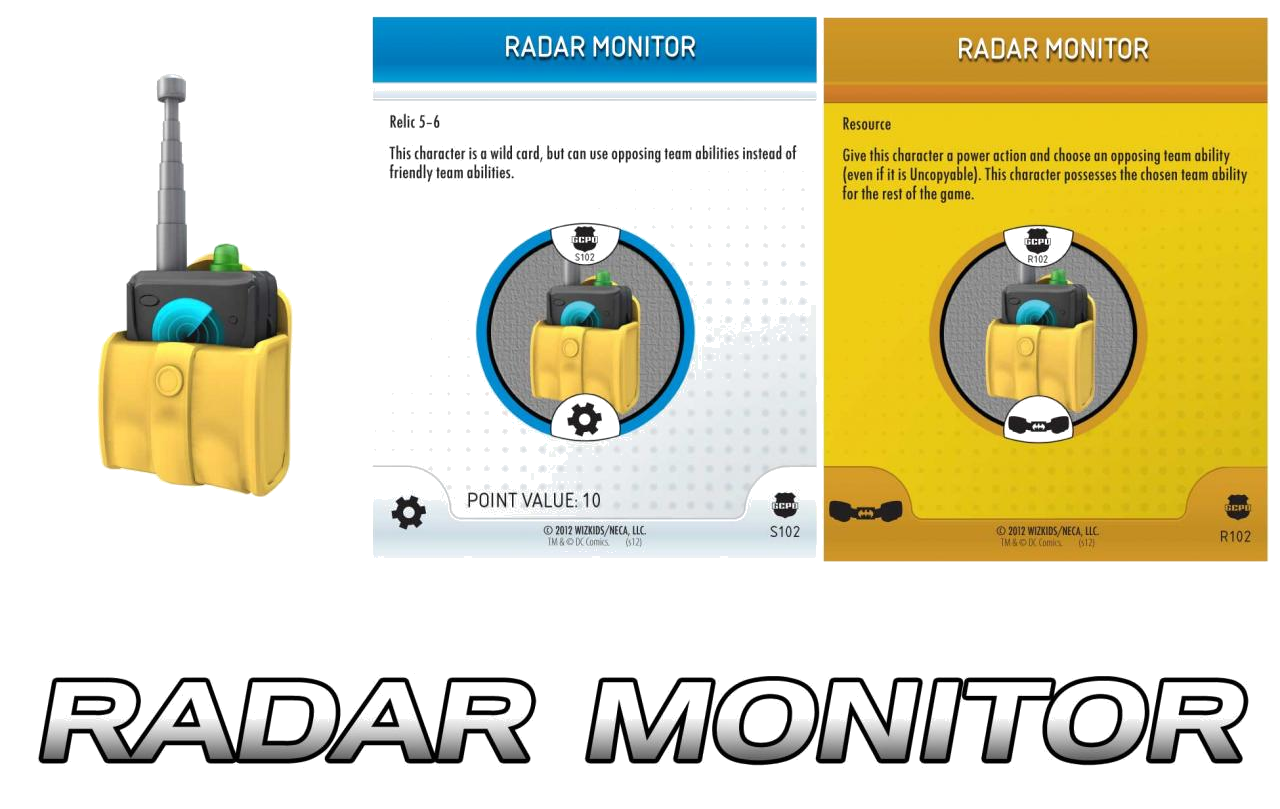 RADAR MONITOR
Relic 5-6
This character is a wild card, but can use opposing team abilities instead of
friendly team abilities.
GCPD
S102
POINT VALUE: 10
© 2012 WIZKIDS/NECA, LLC.
TM & © DC Comics. (s12)
GCPD
S102
RADAR MONITOR
Resource
Give this character a power action and choose an opposing team ability
(even if it is Uncopyable). This character possesses the chosen team ability
for the rest of the game.
GCPD
R102
© 2012 WIZKIDS/NECA, LLC.
TM & © DC Comics. (s12)
GCPD
R102
RADAR MONITOR